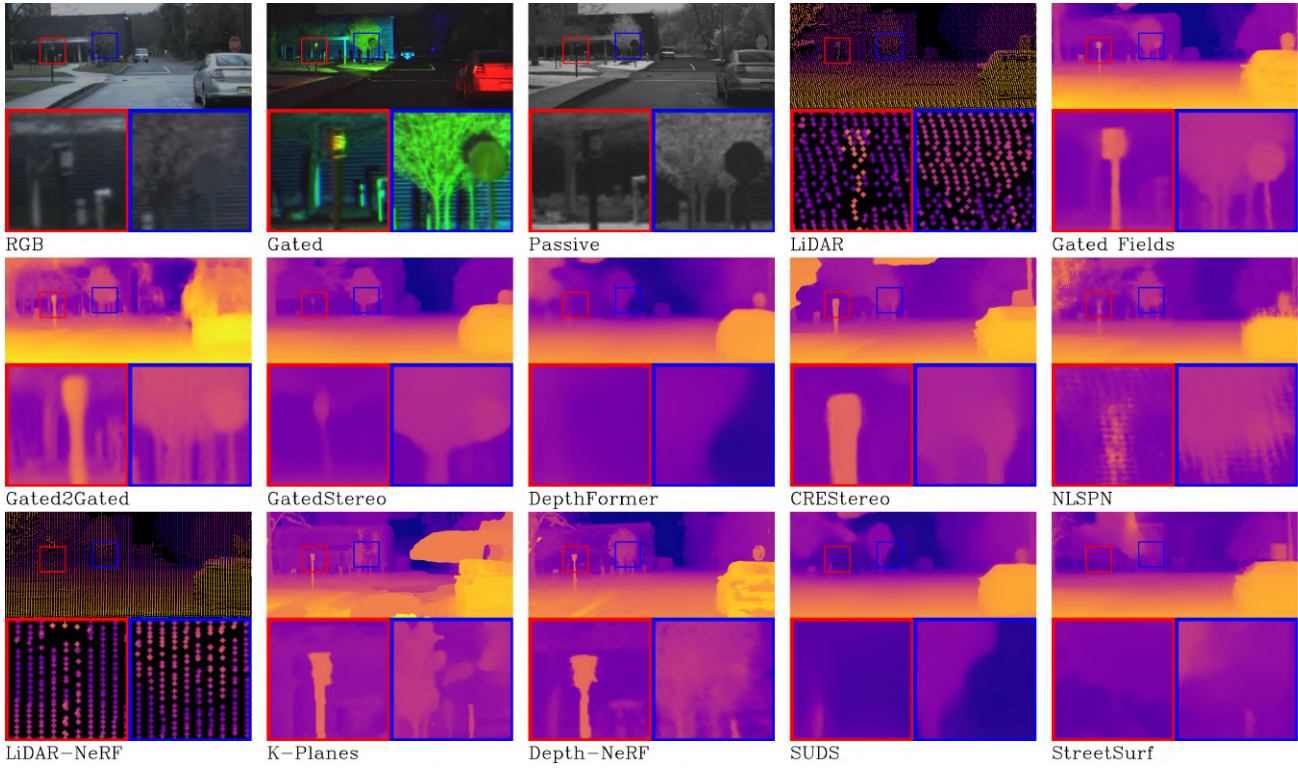 RGB
Gated
Passive
LiDAR
Gated Fields
Gated2Gated
GatedStereo
DepthFormer
CREStereo
NLSPN
LiDAR-NeRF
K-Planes
Depth-NeRF
SUDS
StreetSurf